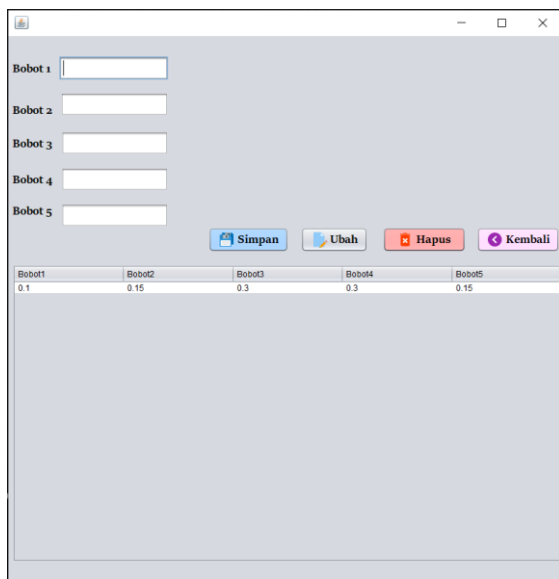 Bobot 1
Bobot 2
Bobot 3
Bobot 4
Bobot 5
Simpan Ubah Hapus Kembali
Bobot1 Bobot2 Bobot3 Bobot4 Bobot5
0.1 0.15 0.3 0.3 0.15